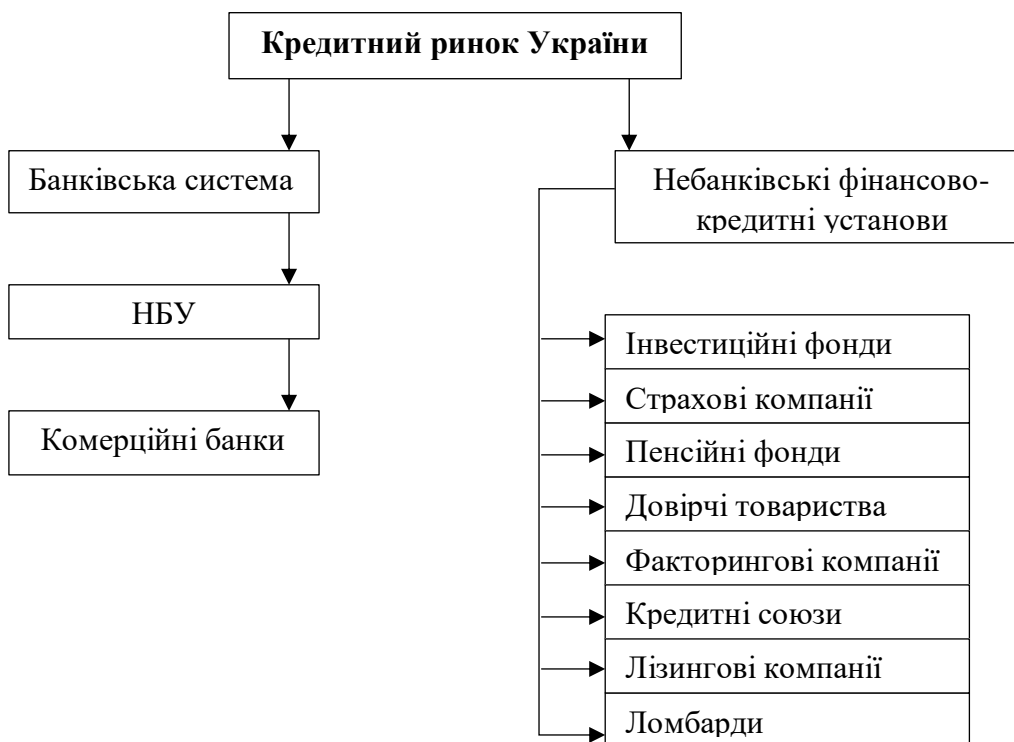 Кредитний ринок України
Банківська система
Небанківські фінансово-
кредитні установи
НБУ
Комерційні банки
Інвестиційні фонди
Страхові компанії
Пенсійні фонди
Довірчі товариства
Факторингові компанії
Кредитні союзи
Лізингові компанії
Ломбарди